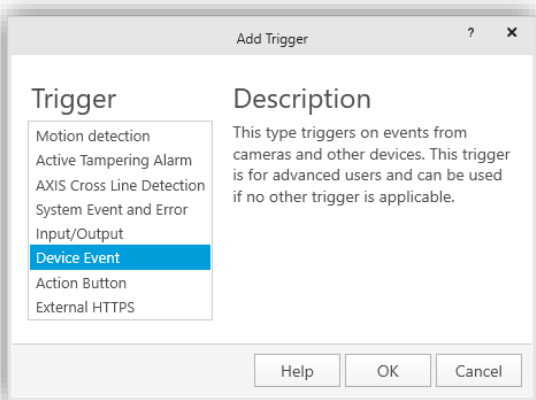 Add Trigger
?
×
Trigger
Motion detection
Active Tampering Alarm
AXIS Cross Line Detection
System Event and Error
Input/Output
Device Event
Action Button
External HTTPS
Description
This type triggers on events from
cameras and other devices. This trigger
is for advanced users and can be used
if no other trigger is applicable.
Help
OK
Cancel